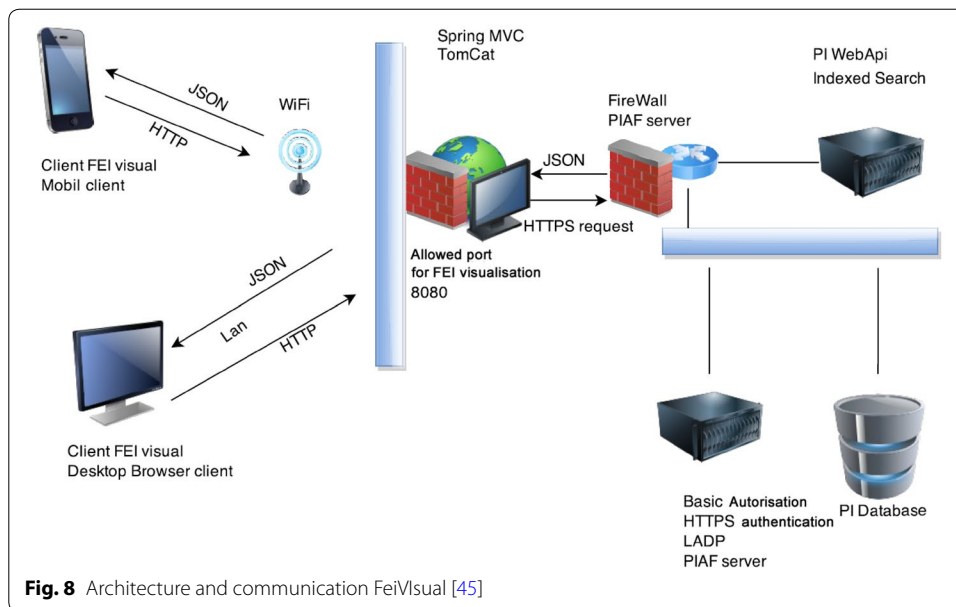 Spring MVC
TomCat
PI WebApi
Indexed Search
JSON
HTTP
WiFi
FireWall
PIAF server
JSON
HTTPS request
Client FEI visual
Mobil client
Allowed port
for FEI visualisation
8080
JSON
Lan
HTTP
Client FEI visual
Desktop Browser client
Basic Autorisation
HTTPS authentication
LADP
PIAF server
PI Database
Fig. 8 Architecture and communication FeiVIsual [45]